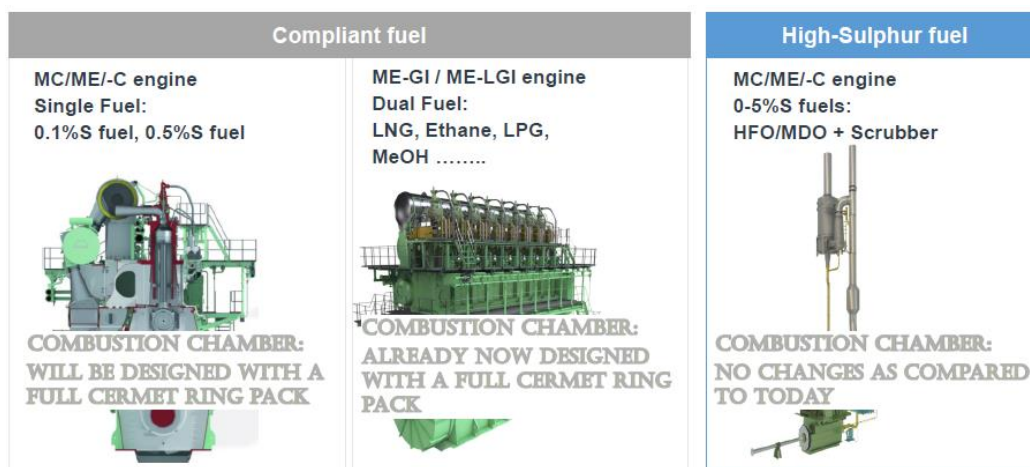 Compliant fuel
High-Sulphur fuel
MC/ME/-C engine
Single Fuel:
0.1%S fuel, 0.5%S fuel
COMBUSTION CHAMBER:
WILL BE DESIGNED WITH A
FULL CERMET RING PACK
ME-GI / ME-LGI engine
Dual Fuel:
LNG, Ethane, LPG,
MeOH ........
COMBUSTION CHAMBER:
ALREADY NOW DESIGNED
WITH A FULL CERMET RING
PACK
MC/ME/-C engine
0-5%S fuels:
HFO/MDO + Scrubber
COMBUSTION CHAMBER:
NO CHANGES AS COMPARED
TO TODAY